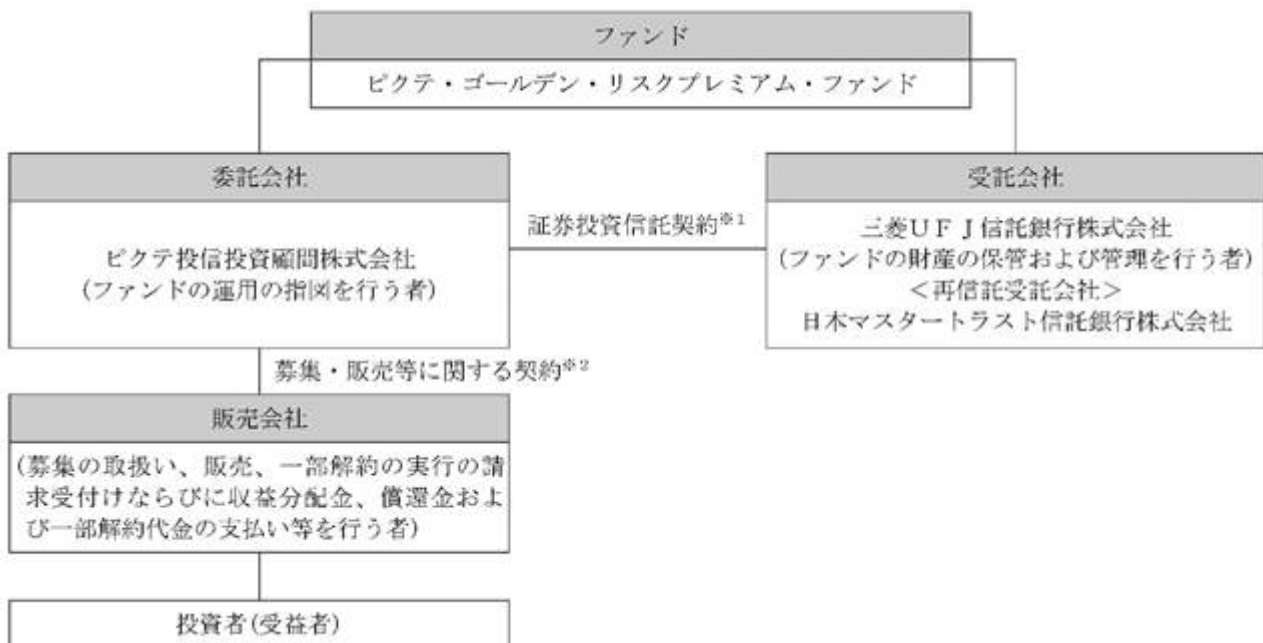 ファンド
ピクテ・ゴールデン・リスクプレミアム・ファンド
委託会社
ピクテ投信投資顧問株式会社
(ファンドの運用の指図を行う者)
証券投資信託契約※1
受託会社
三菱UFJ信託銀行株式会社
(ファンドの財産の保管および管理を行う者)
<再信託受託会社>
日本マスタートラスト信託銀行株式会社
募集・販売等に関する契約※2
販売会社
(募集の取扱い、販売、一部解約の実行の請
求受付けならびに収益分配金、償還金およ
び一部解約代金の支払い等を行う者)
投資者(受益者)